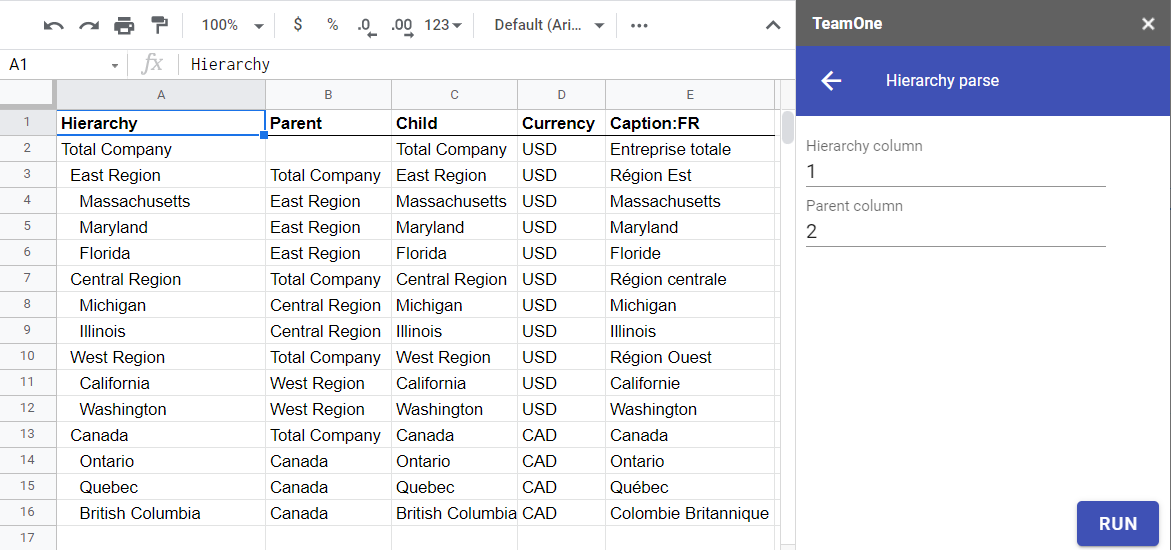 100% $ % .0 .00 123 Default (Ari...
TeamOne
A1 fx Hierarchy
Hierarchy parse
A B C D E
1 Hierarchy Parent Child Currency Caption:FR
2 Total Company Total Company USD Entreprise totale
3 East Region Total Company East Region USD Région Est
4 Massachusetts East Region Massachusetts USD Massachusetts
5 Maryland East Region Maryland USD Maryland
6 Florida East Region Florida USD Floride
7 Central Region Total Company Central Region USD Région centrale
8 Michigan Central Region Michigan USD Michigan
9 Illinois Central Region Illinois USD Illinois
10 West Region Total Company West Region USD Région Ouest
11 California West Region California USD Californie
12 Washington West Region Washington USD Washington
13 Canada Total Company Canada CAD Canada
14 Ontario Canada Ontario CAD Ontario
15 Quebec Canada Quebec CAD Québec
16 British Columbia Canada British Columbia CAD Colombie Britannique
17
Hierarchy column
1
Parent column
2
RUN